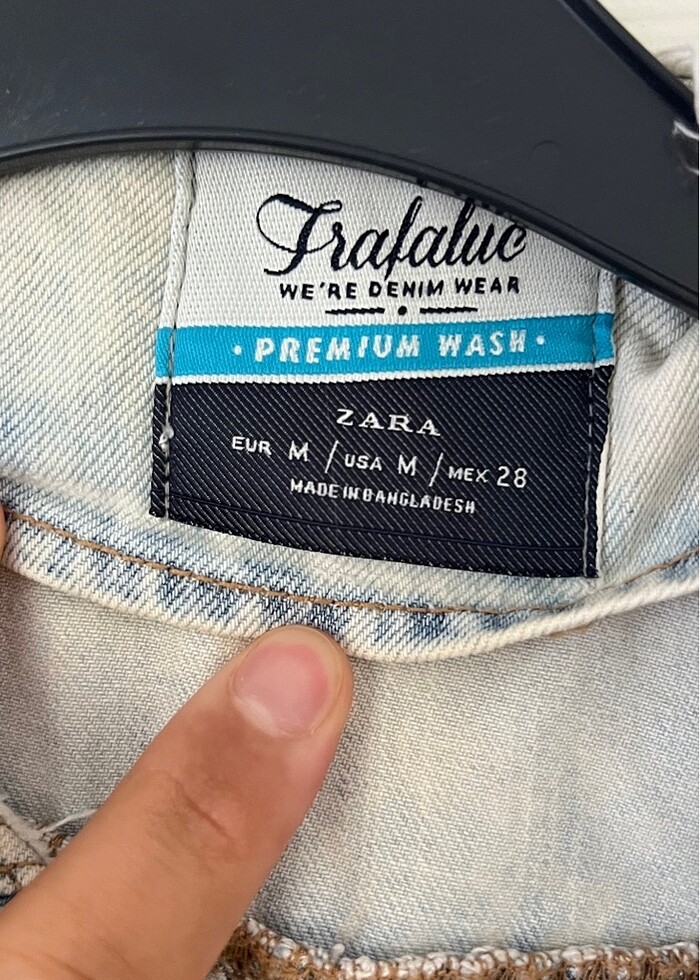 Trafaluc
WE'RE DENIM WEAR
· PREMIUM WASH ·
ZARA
EUR M / USA M / MEX 28
MADE IN BANGLADESH